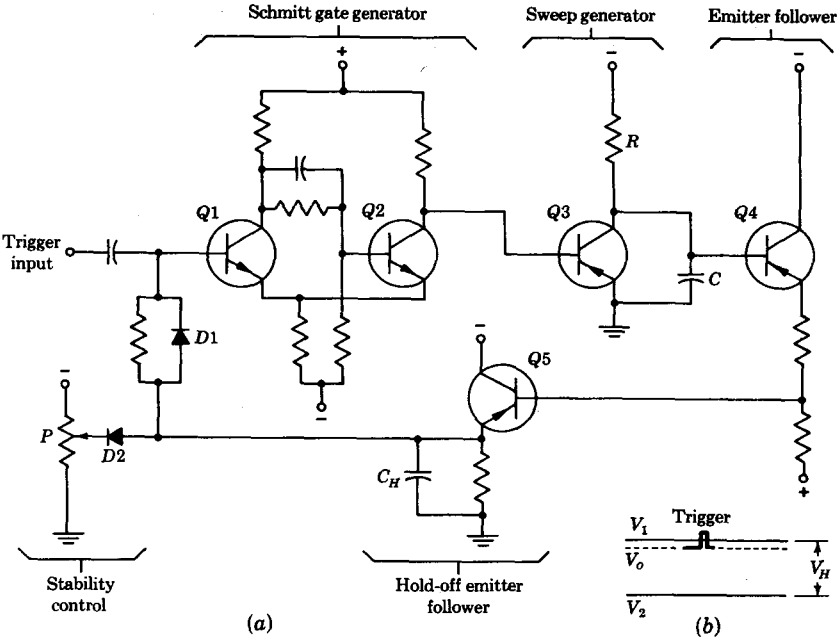 Schmitt gate generator
Sweep generator
Emitter follower
+
−
−
R
Q1
Q2
Q3
Q4
Trigger
input
C
D1
−
Q5
−
−
P
D2
C_H
+
V_1
Trigger
V_o
V_H
V_2
Stability
control
Hold-off emitter
follower
(a)
(b)